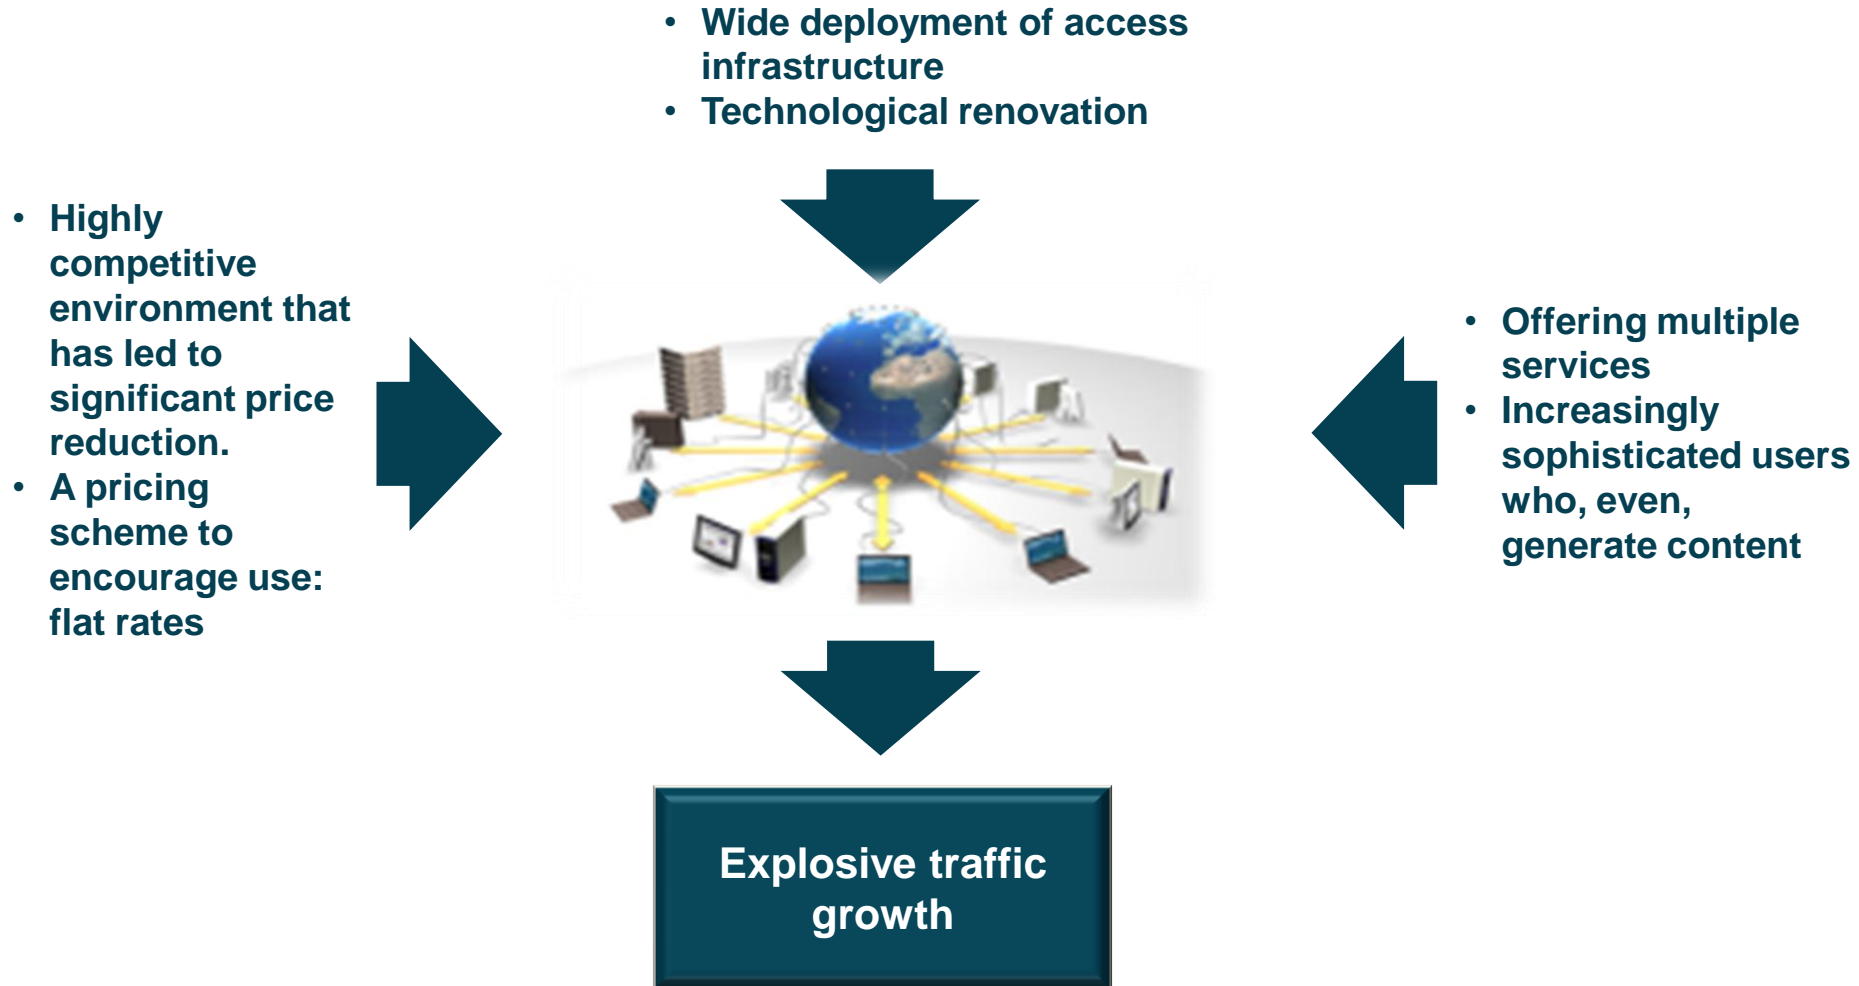 • Wide deployment of access
infrastructure
• Technological renovation
• Highly
competitive
environment that
has led to
significant price
reduction.
• A pricing
scheme to
encourage use:
flat rates
• Offering multiple
services
• Increasingly
sophisticated users
who, even,
generate content
Explosive traffic
growth